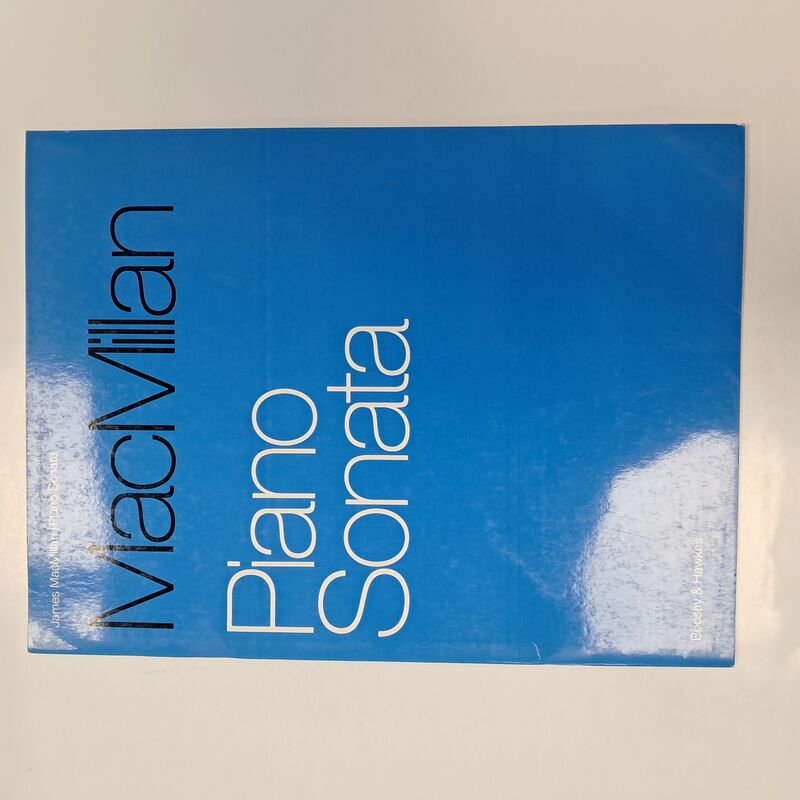 James MacMillan Piano Sonata
MacMillan
Piano
Sonata
Boosey & Hawkes